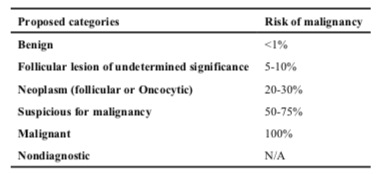 Proposed categories Risk of malignancy
Benign <1%
Follicular lesion of undetermined significance 5-10%
Neoplasm (follicular or Oncocytic) 20-30%
Suspicious for malignancy 50-75%
Malignant 100%
Nondiagnostic N/A